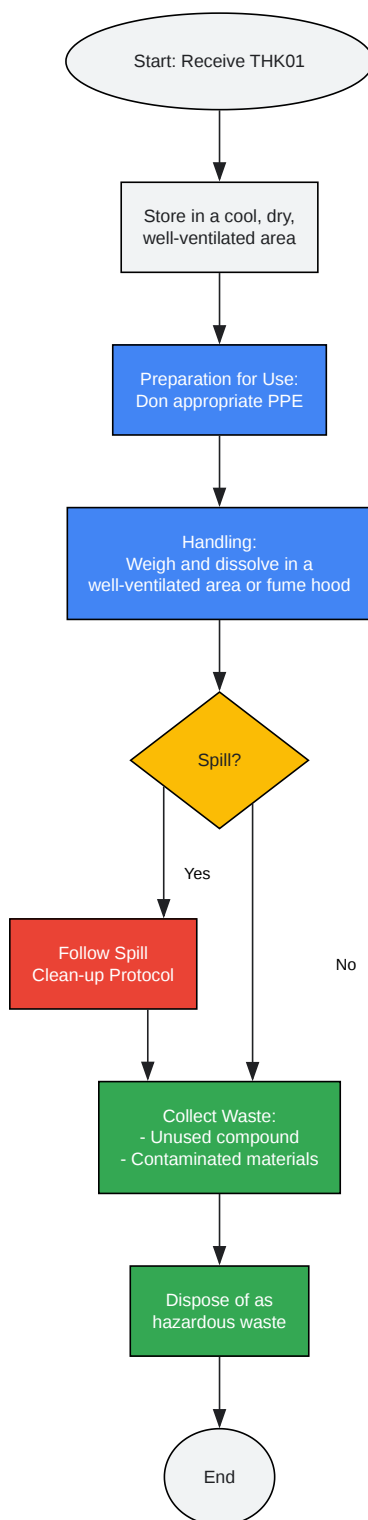 Start: Receive THK01
Store in a cool, dry,
well-ventilated area
Preparation for Use:
Don appropriate PPE
Handling:
Weigh and dissolve in a
well-ventilated area or fume hood
Spill?
Yes
Follow Spill
Clean-up Protocol
No
Collect Waste:
- Unused compound
- Contaminated materials
Dispose of as
hazardous waste
End